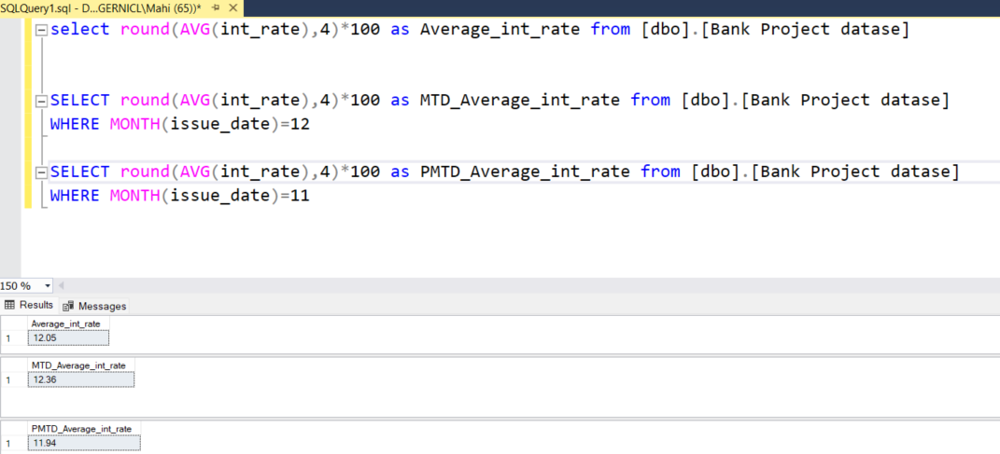 SQLQuery1.sql - D...GERNICL\Mahi (65))*
select round(AVG(int_rate),4)*100 as Average_int_rate from [dbo].[Bank Project datase]
SELECT round(AVG(int_rate),4)*100 as MTD_Average_int_rate from [dbo].[Bank Project datase]
WHERE MONTH(issue_date)=12
SELECT round(AVG(int_rate),4)*100 as PMTD_Average_int_rate from [dbo].[Bank Project datase]
WHERE MONTH(issue_date)=11
150 %
Results Messages
Average_int_rate
1 12.05
MTD_Average_int_rate
1 12.36
PMTD_Average_int_rate
1 11.94